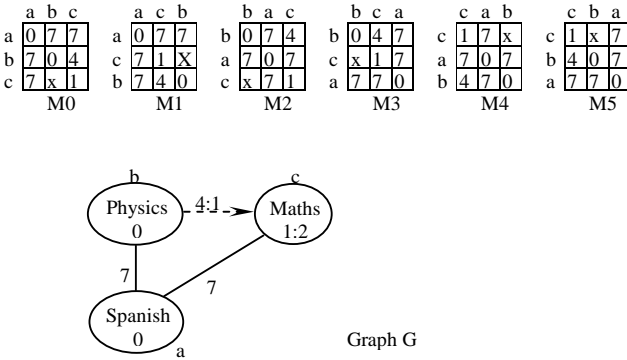 a b c
a 0 7 7
b 7 0 4
c 7 x 1
M0
a c b
a 0 7 7
c 7 1 X
b 7 4 0
M1
b a c
b 0 7 4
a 7 0 7
c x 7 1
M2
b c a
b 0 4 7
c x 1 7
a 7 7 0
M3
c a b
c 1 7 x
a 7 0 7
b 4 7 0
M4
c b a
c 1 x 7
b 4 0 7
a 7 7 0
M5
b
c
Physics
0
4:1
Maths
1:2
7
7
Spanish
0
a
Graph G